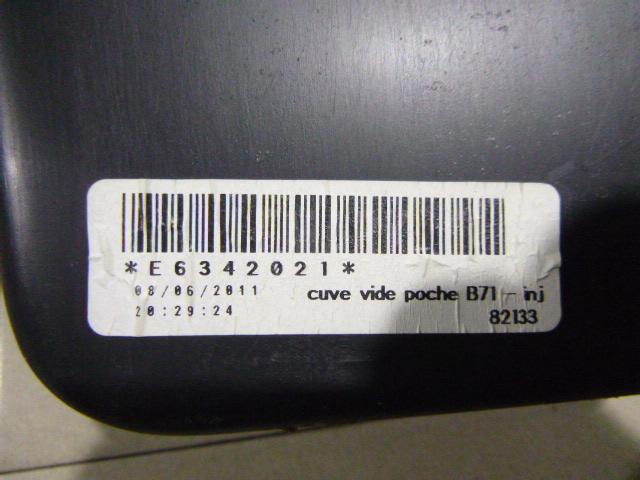 *E6342021*
08/06/2011 cuve vide poche B71 - inj
20:29:24 82133